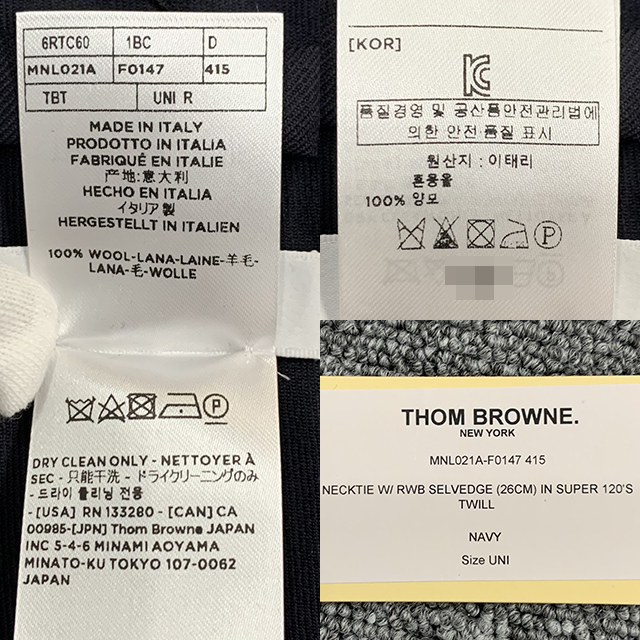 6RTC60 1BC D
MNL021A F0147 415
TBT UNI R
MADE IN ITALY
PRODOTTO IN ITALIA
FABRIQUÉ EN ITALIE
产地:意大利
HECHO EN ITALIA
イタリア製
HERGESTELLT IN ITALIEN
100% WOOL-LANA-LAINE-羊毛-
LANA-毛-WOLLE
P
DRY CLEAN ONLY - NETTOYER À
SEC - 只能干洗 - ドライクリーニングのみ
- 드라이 클리닝 전용
- [USA] RN 133280 - [CAN] CA
00985-[JPN] Thom Browne JAPAN
INC 5-4-6 MINAMI AOYAMA
MINATO-KU TOKYO 107-0062
JAPAN
[KOR]
품질경영 및 공산품안전관리법에
의한 안전·품질 표시
원산지 : 이태리
혼용율
100% 양모
P
THOM BROWNE.
NEW YORK
MNL021A-F0147 415
NECKTIE W/ RWB SELVEDGE (26CM) IN SUPER 120'S
TWILL
NAVY
Size UNI